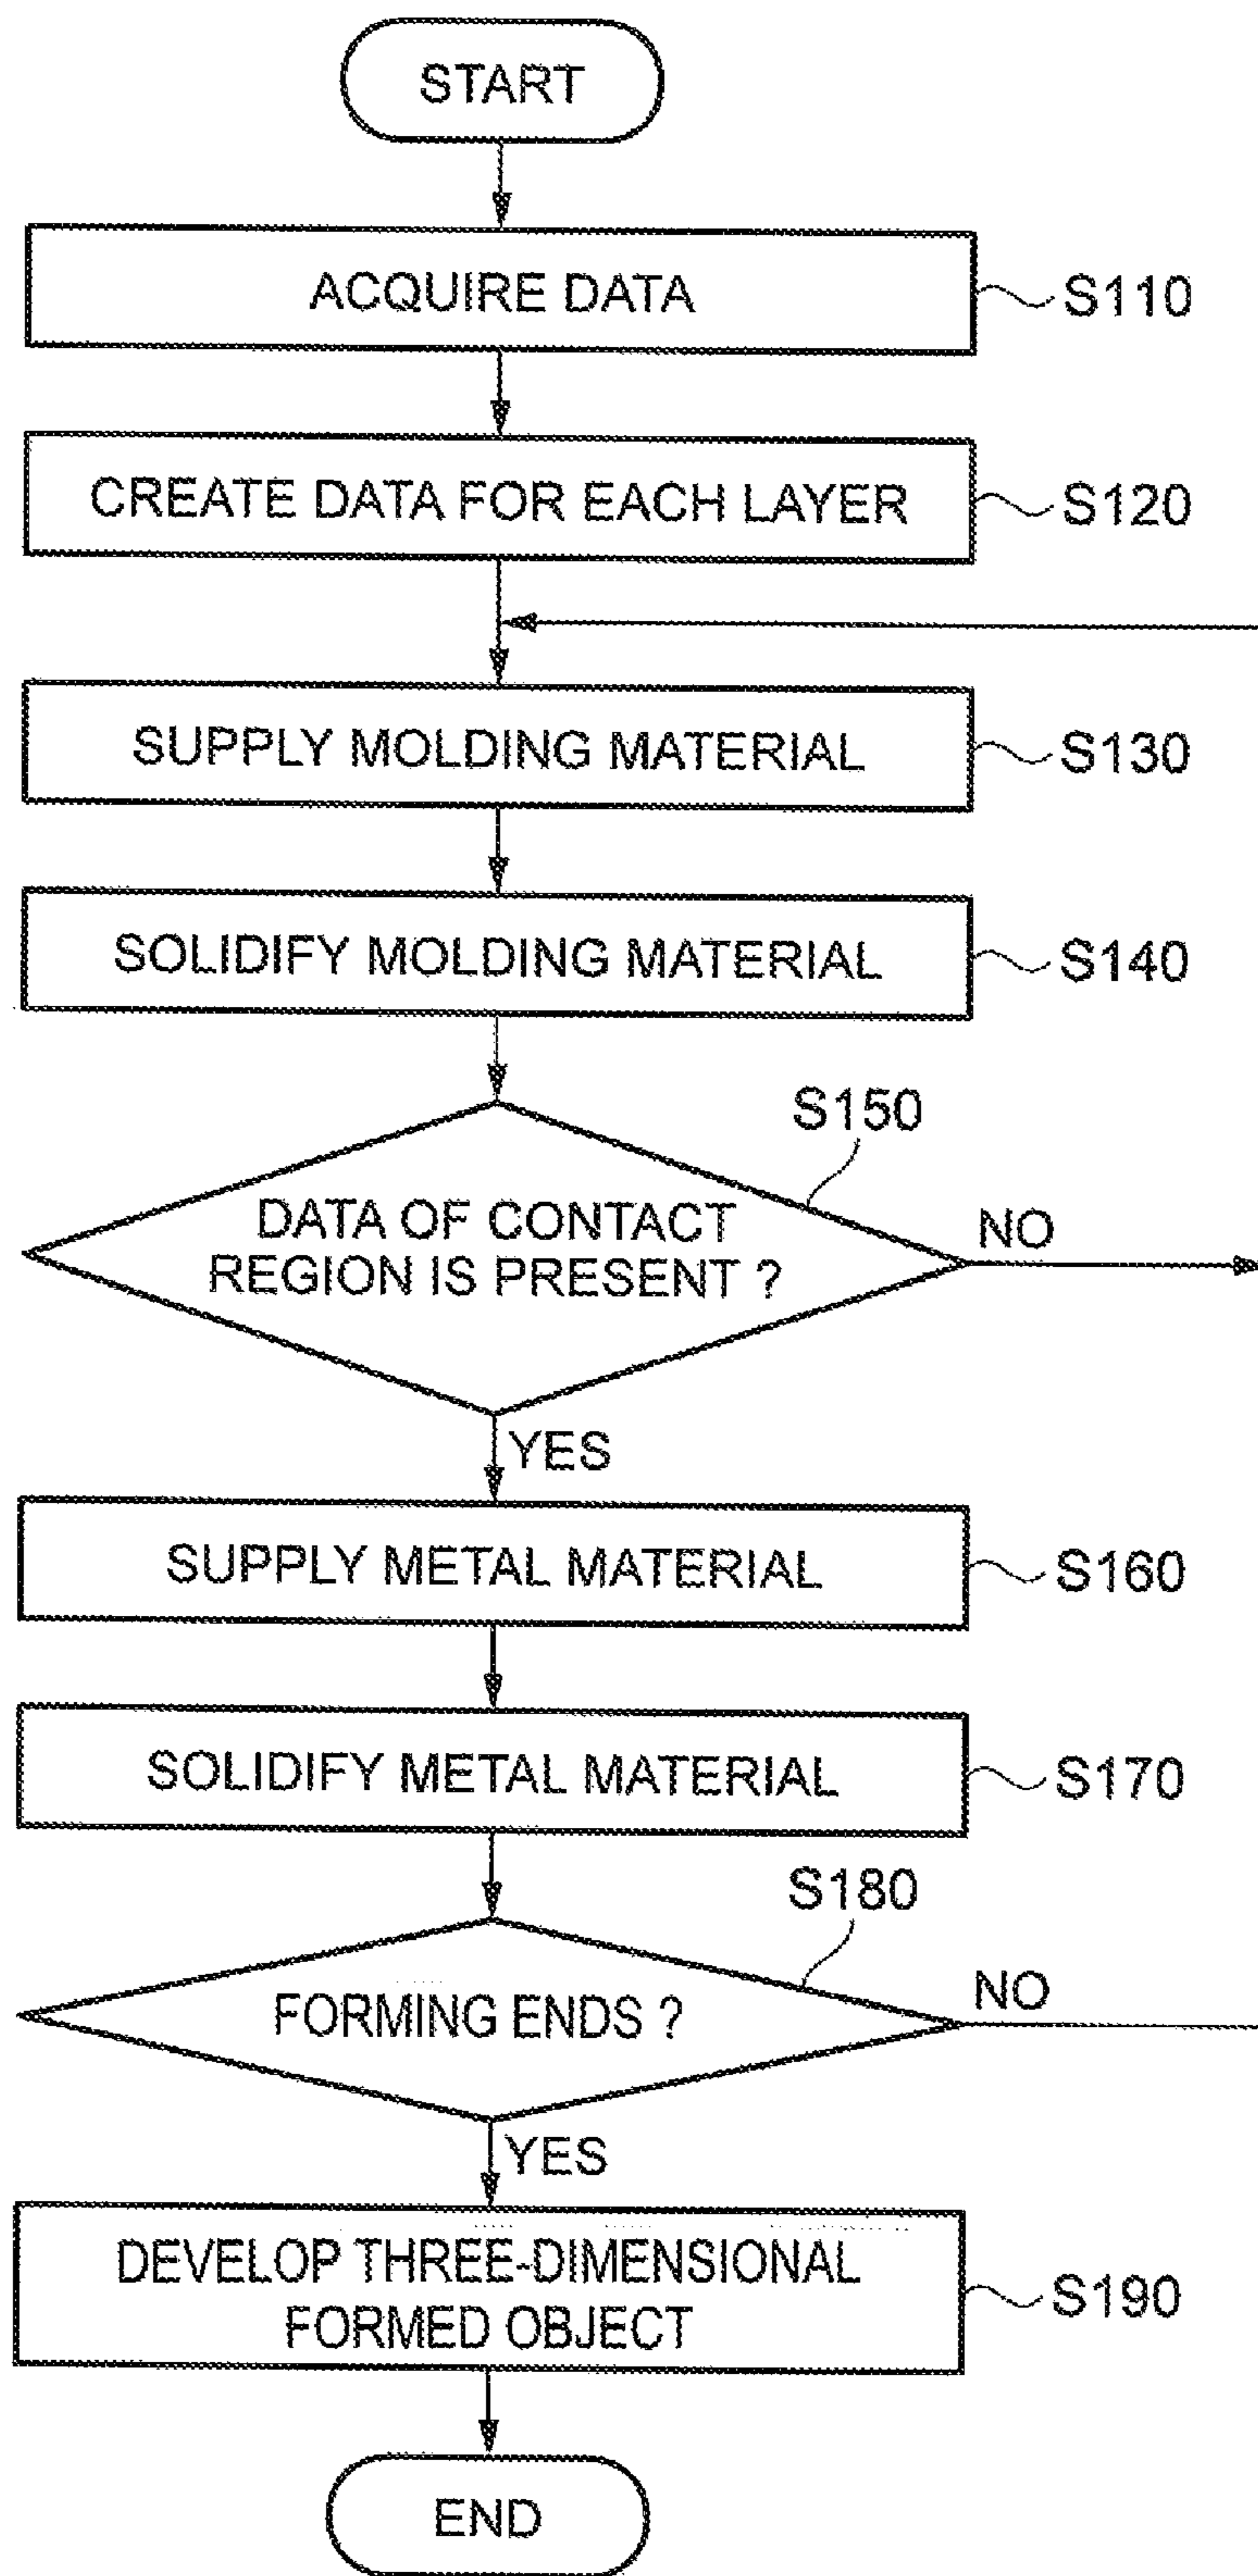 START
ACQUIRE DATA
S110
CREATE DATA FOR EACH LAYER
S120
SUPPLY MOLDING MATERIAL
S130
SOLIDIFY MOLDING MATERIAL
S140
S150
DATA OF CONTACT
REGION IS PRESENT ?
NO
YES
SUPPLY METAL MATERIAL
S160
SOLIDIFY METAL MATERIAL
S170
S180
FORMING ENDS ?
NO
YES
DEVELOP THREE-DIMENSIONAL
FORMED OBJECT
S190
END